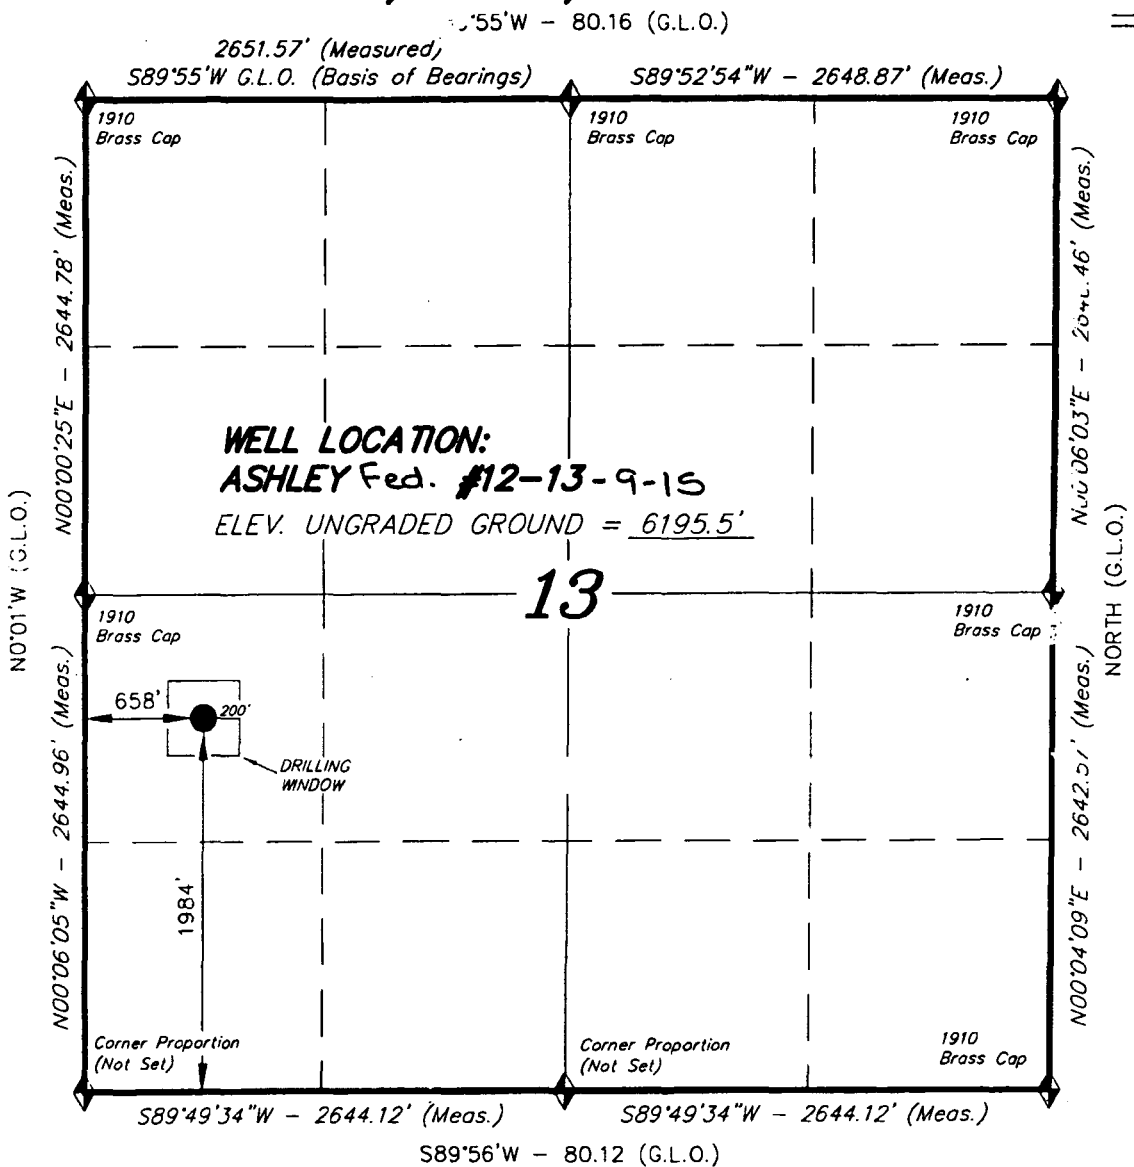 55'W – 80.16 (G.L.O.)
2651.57' (Measured)
S89°55'W G.L.O. (Basis of Bearings)
S89°52'54"W – 2648.87' (Meas.)
1910
Brass Cap
1910
Brass Cap
1910
Brass Cap
N00°00'25"E – 2644.78' (Meas.)
06'03"E –
46' (Meas.)
WELL LOCATION:
ASHLEY Fed. #12–13-9-15
ELEV. UNGRADED GROUND = 6195.5'
N0°01'W (G.L.O.)
NORTH (G.L.O.)
13
1910
Brass Cap
1910
Brass Cap
658'
200'
DRILLING
WINDOW
1984'
N00°06'05"W – 2644.96' (Meas.)
N00°04'09"E – 2642.57' (Meas.)
Corner Proportion
(Not Set)
Corner Proportion
(Not Set)
1910
Brass Cap
S89°49'34"W – 2644.12' (Meas.)
S89°49'34"W – 2644.12' (Meas.)
S89°56'W – 80.12 (G.L.O.)